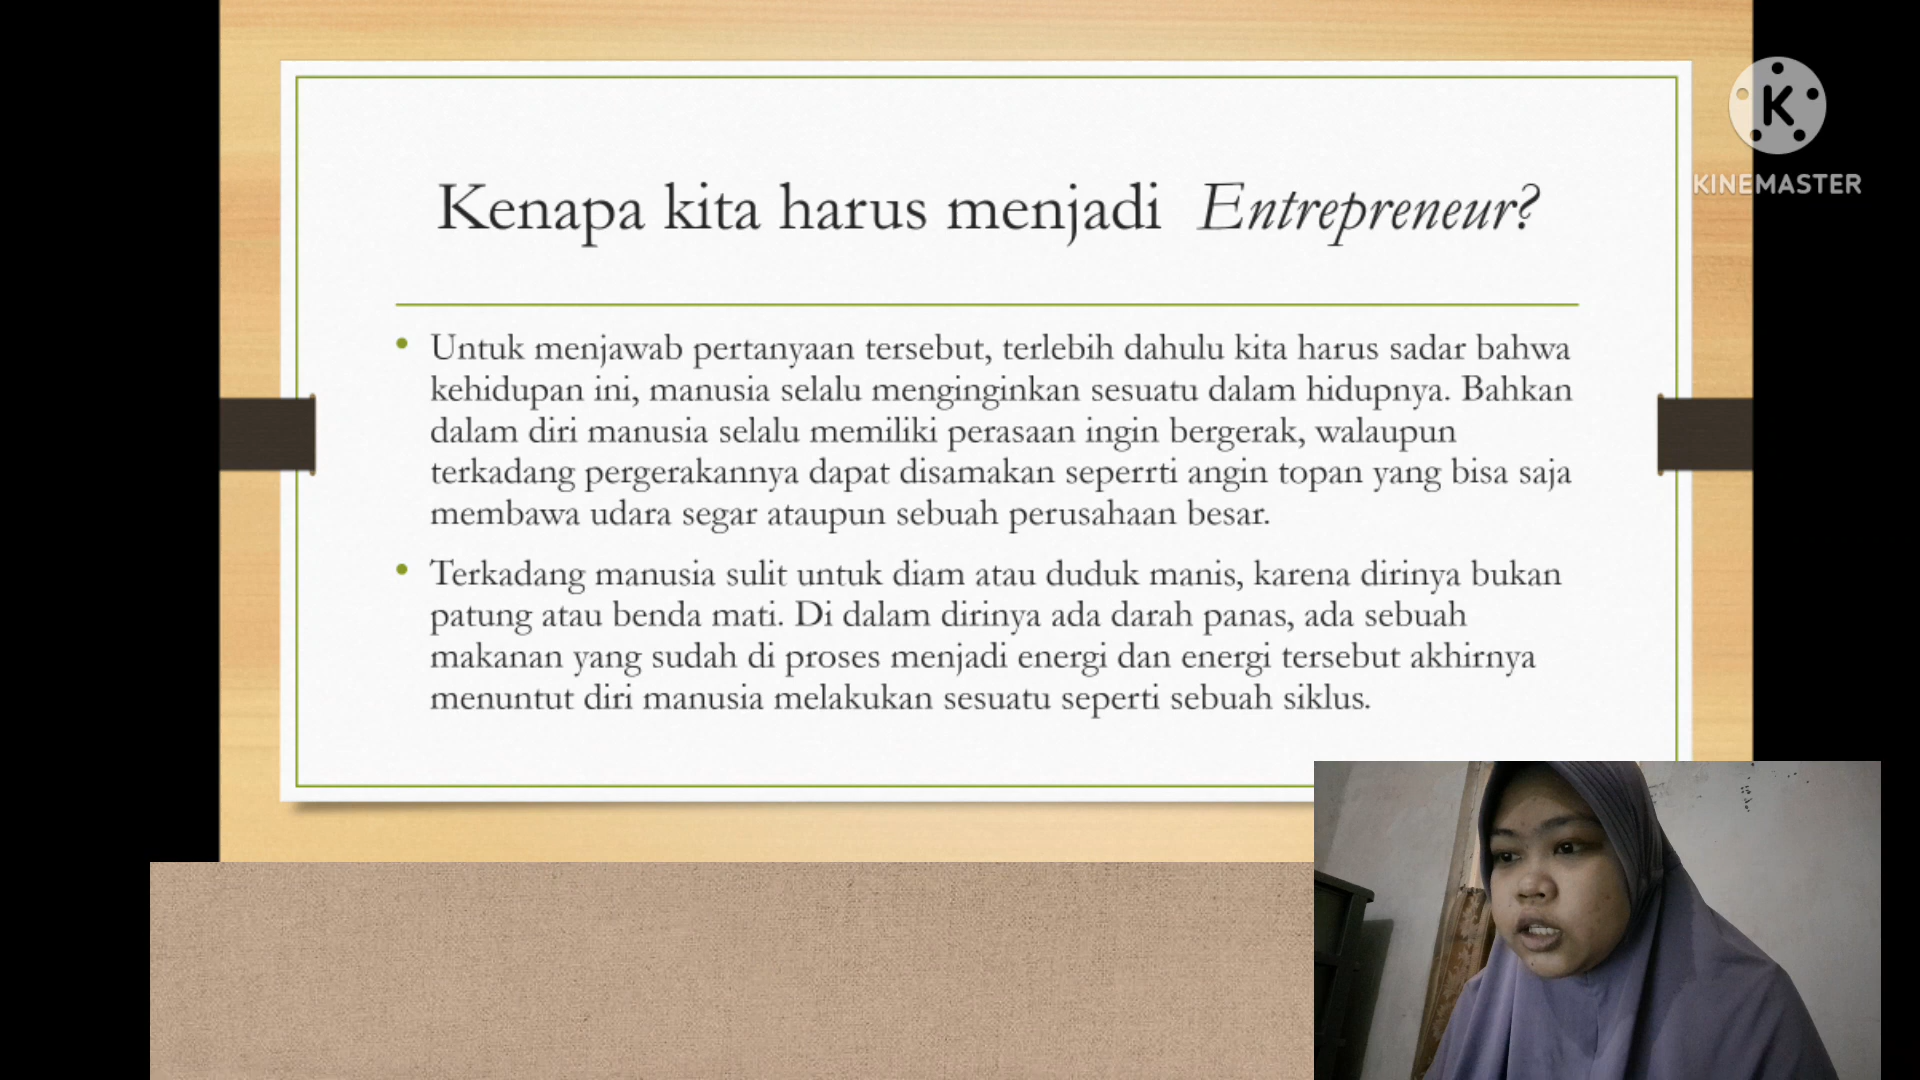 Kenapa kita harus menjadi Entrepreneur?
K
KINEMASTER
• Untuk menjawab pertanyaan tersebut, terlebih dahulu kita harus sadar bahwa
kehidupan ini, manusia selalu menginginkan sesuatu dalam hidupnya. Bahkan
dalam diri manusia selalu memiliki perasaan ingin bergerak, walaupun
terkadang pergerakannya dapat disamakan seperrti angin topan yang bisa saja
membawa udara segar ataupun sebuah perusahaan besar.
• Terkadang manusia sulit untuk diam atau duduk manis, karena dirinya bukan
patung atau benda mati. Di dalam dirinya ada darah panas, ada sebuah
makanan yang sudah di proses menjadi energi dan energi tersebut akhirnya
menuntut diri manusia melakukan sesuatu seperti sebuah siklus.